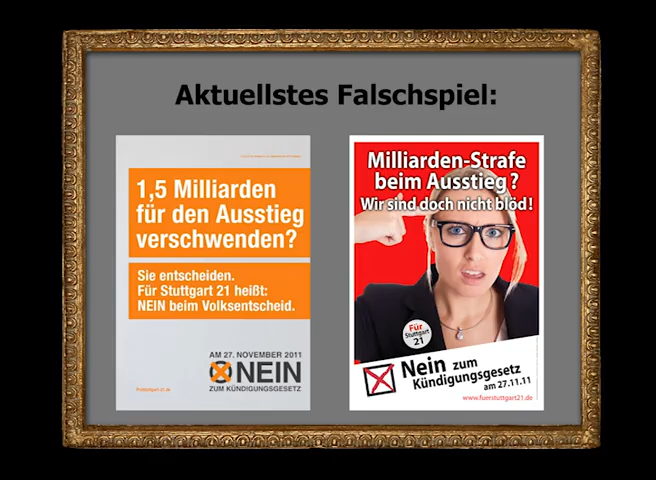 Aktuellstes Falschspiel:
1,5 Milliarden
für den Ausstieg
verschwenden?
Sie entscheiden.
Für Stuttgart 21 heißt:
NEIN beim Volksentscheid.
AM 27. NOVEMBER 2011
NEIN
ZUM KÜNDIGUNGSGESETZ
Milliarden-Strafe
beim Ausstieg?
Wir sind doch nicht blöd!
Für
Stuttgart
21
Nein zum
Kündigungsgesetz
am 27.11.11
www.fuerstuttgart21.de